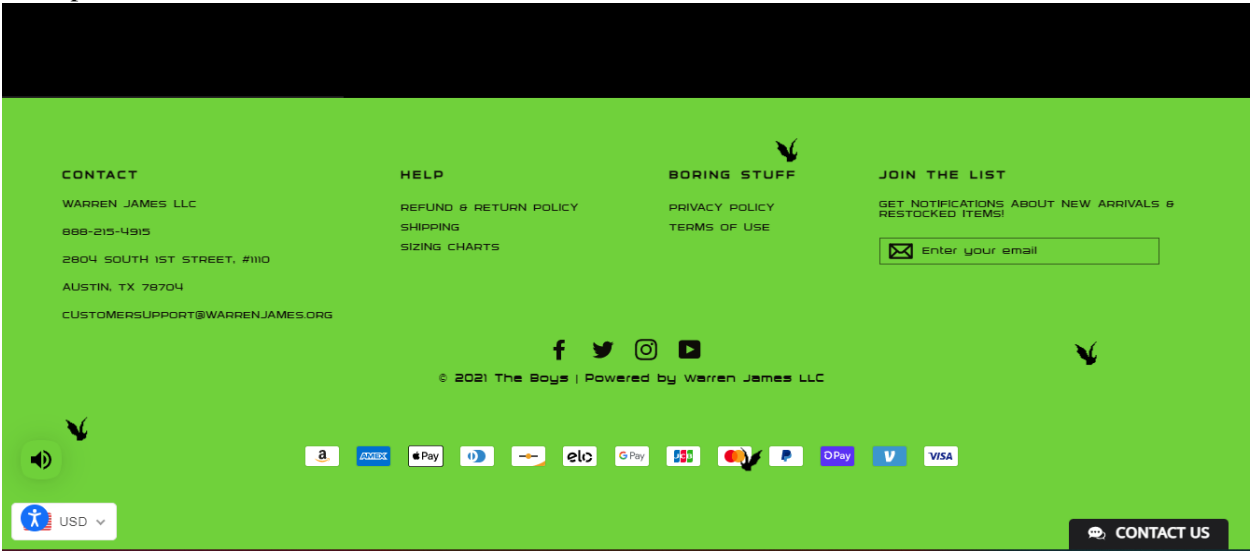 CONTACT
WARREN JAMES LLC
888-215-4915
2804 SOUTH 1ST STREET, #1110
AUSTIN, TX 78704
CUSTOMERSUPPORT@WARRENJAMES.ORG
HELP
REFUND & RETURN POLICY
SHIPPING
SIZING CHARTS
BORING STUFF
PRIVACY POLICY
TERMS OF USE
JOIN THE LIST
GET NOTIFICATIONS ABOUT NEW ARRIVALS &
RESTOCKED ITEMS!
Enter your email
© 2021 The Boys | Powered by Warren James LLC
a AMEX Pay elo G Pay JCB Pay V VISA
USD
CONTACT US